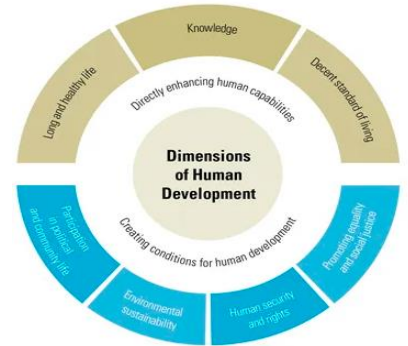 Knowledge
Long and healthy life
Decent standard of living
Directly enhancing human capabilities
Dimensions
of Human
Development
Creating conditions for human development
Participation
in political
and community life
Environmental
sustainability
Human security
and rights
Promoting equality
and social justice